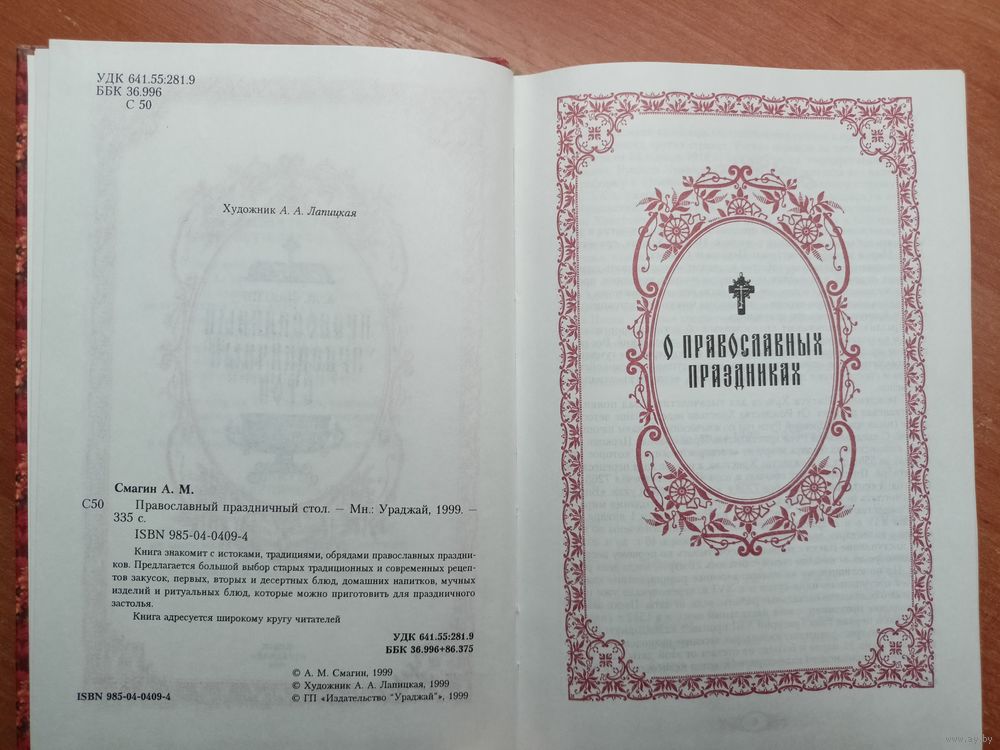 УДК 641.55:281.9
ББК 36.996
С 50
Художник А. А. Лапицкая
Смагин А. М.
С50 Православный праздничный стол. — Мн.: Ураджай, 1999. —
335 с.
ISBN 985-04-0409-4
Книга знакомит с истоками, традициями, обрядами православных праздни-
ков. Предлагается большой выбор старых традиционных и современных рецеп-
тов закусок, первых, вторых и десертных блюд, домашних напитков, мучных
изделий и ритуальных блюд, которые можно приготовить для праздничного
застолья.
Книга адресуется широкому кругу читателей
УДК 641.55:281.9
ББК 36.996+86.375
© А. М. Смагин, 1999
© Художник А. А. Лапицкая, 1999
ISBN 985-04-0409-4 © ГП «Издательство "Ураджай"», 1999
О ПРАВОСЛАВНЫХ
ПРАЗДНИКАХ
www.ay.by